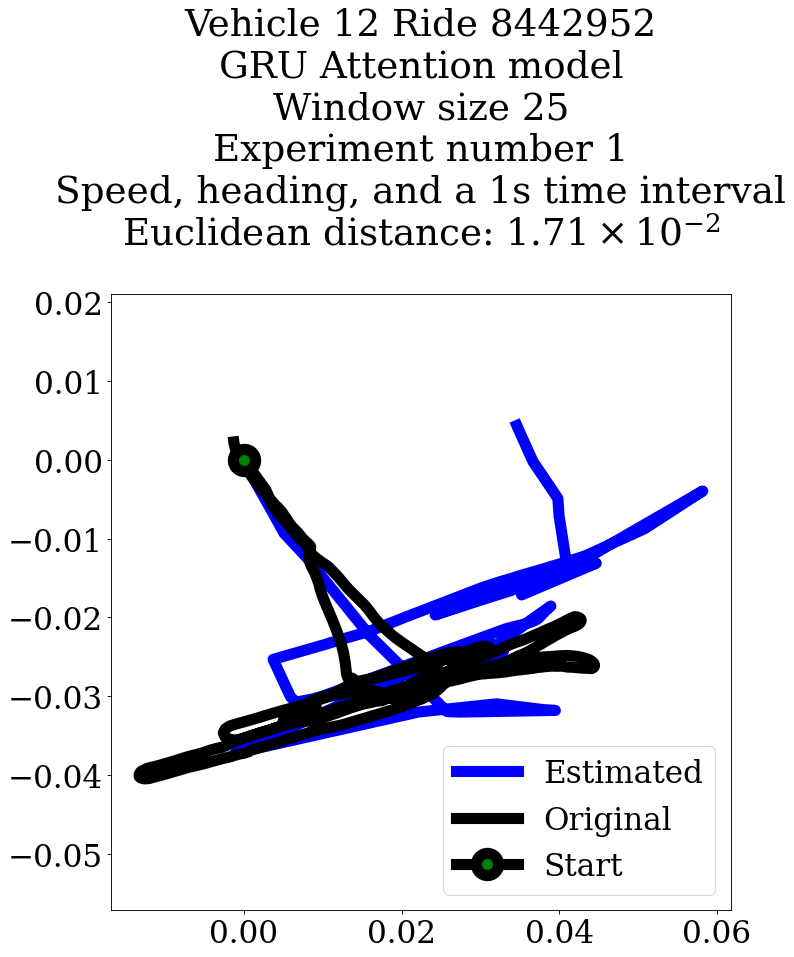 Vehicle 12 Ride 8442952
GRU Attention model
Window size 25
Experiment number 1
Speed, heading, and a 1s time interval
Euclidean distance: 1.71 × 10⁻²
0.02
0.01
0.00
−0.01
−0.02
−0.03
−0.04
−0.05
Estimated
Original
Start
0.00
0.02
0.04
0.06